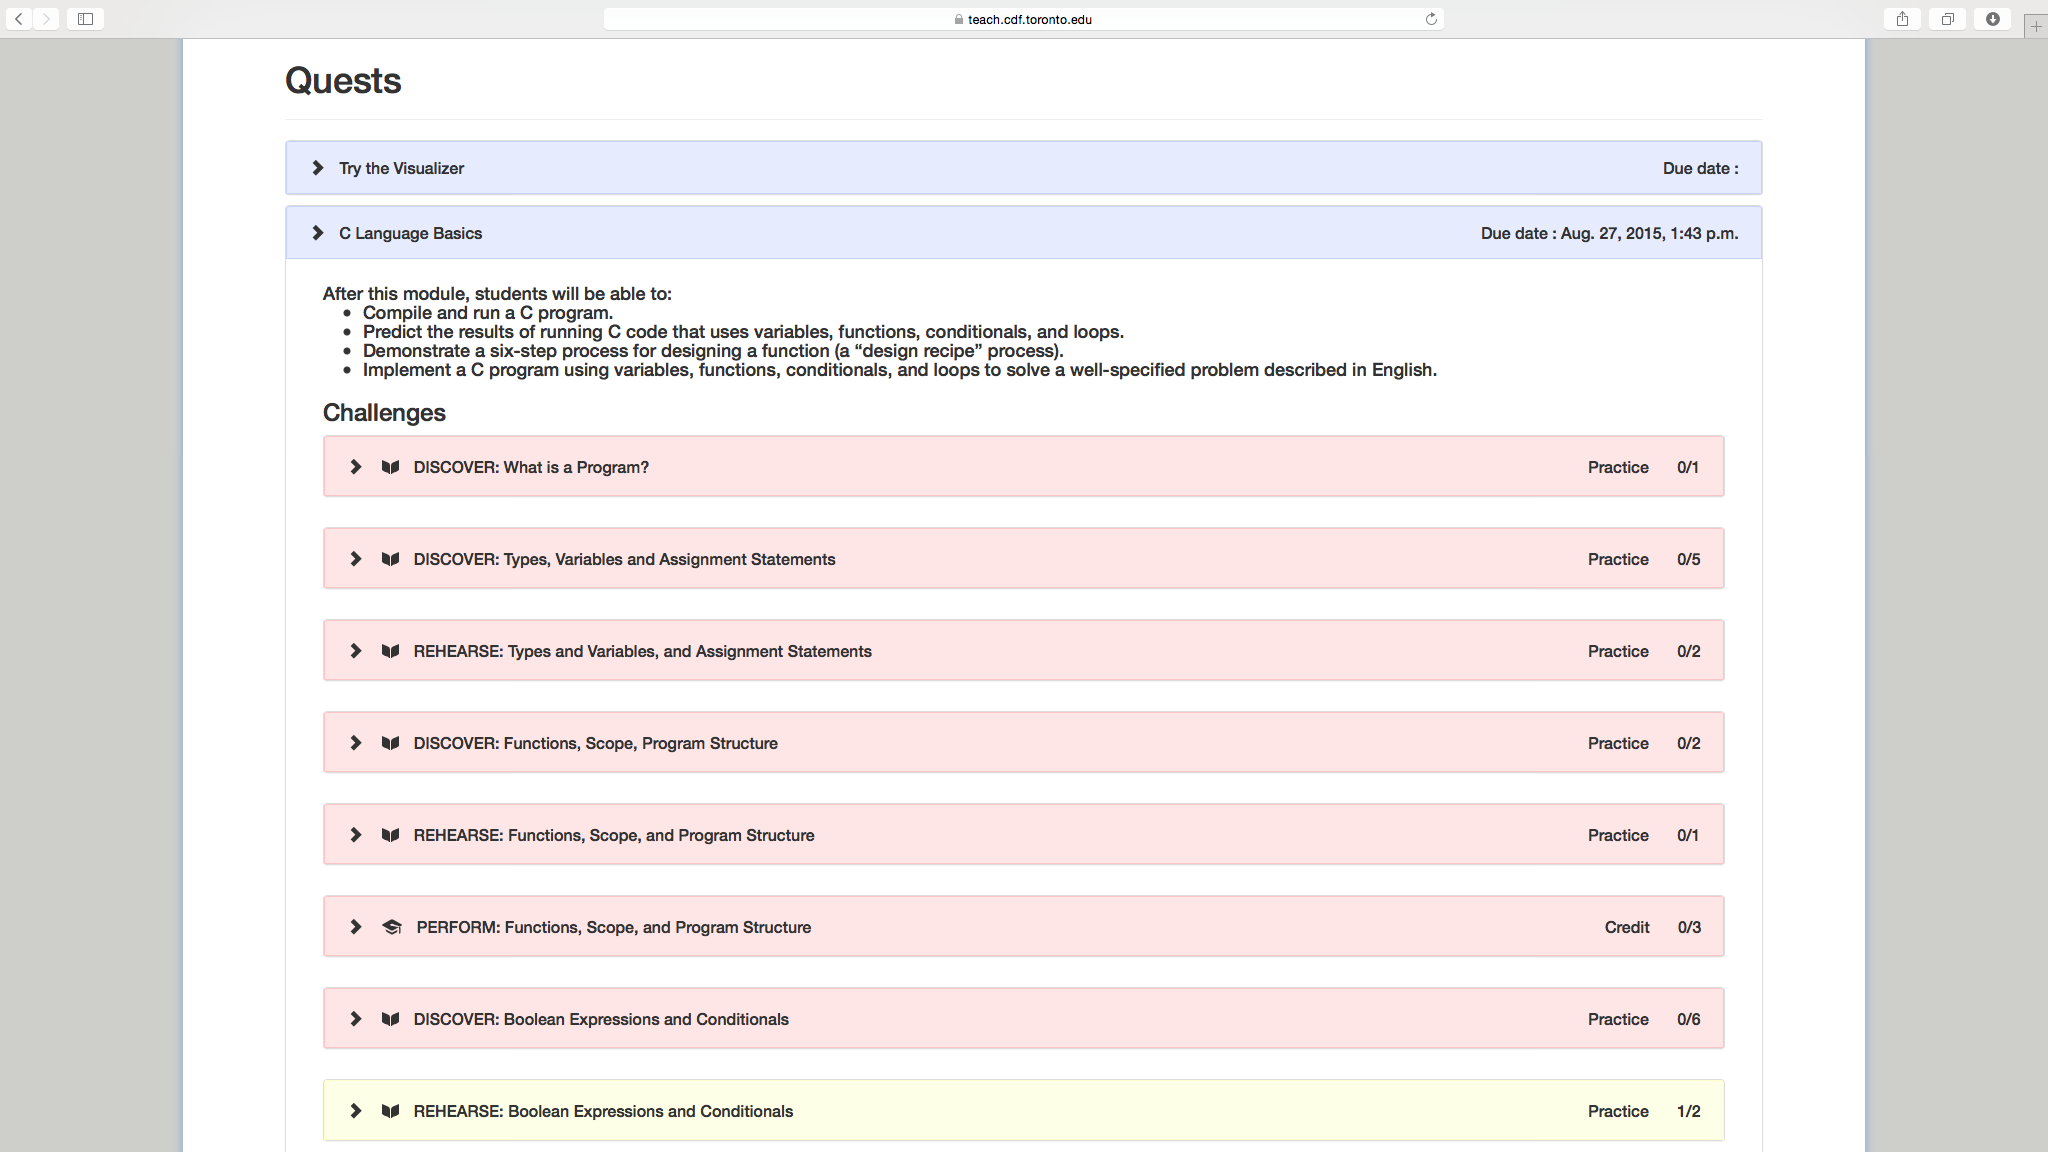 teach.cdf.toronto.edu
Quests
Try the Visualizer Due date :
C Language Basics Due date : Aug. 27, 2015, 1:43 p.m.
After this module, students will be able to:
• Compile and run a C program.
• Predict the results of running C code that uses variables, functions, conditionals, and loops.
• Demonstrate a six-step process for designing a function (a “design recipe” process).
• Implement a C program using variables, functions, conditionals, and loops to solve a well-specified problem described in English.
Challenges
DISCOVER: What is a Program? Practice 0/1
DISCOVER: Types, Variables and Assignment Statements Practice 0/5
REHEARSE: Types and Variables, and Assignment Statements Practice 0/2
DISCOVER: Functions, Scope, Program Structure Practice 0/2
REHEARSE: Functions, Scope, and Program Structure Practice 0/1
PERFORM: Functions, Scope, and Program Structure Credit 0/3
DISCOVER: Boolean Expressions and Conditionals Practice 0/6
REHEARSE: Boolean Expressions and Conditionals Practice 1/2